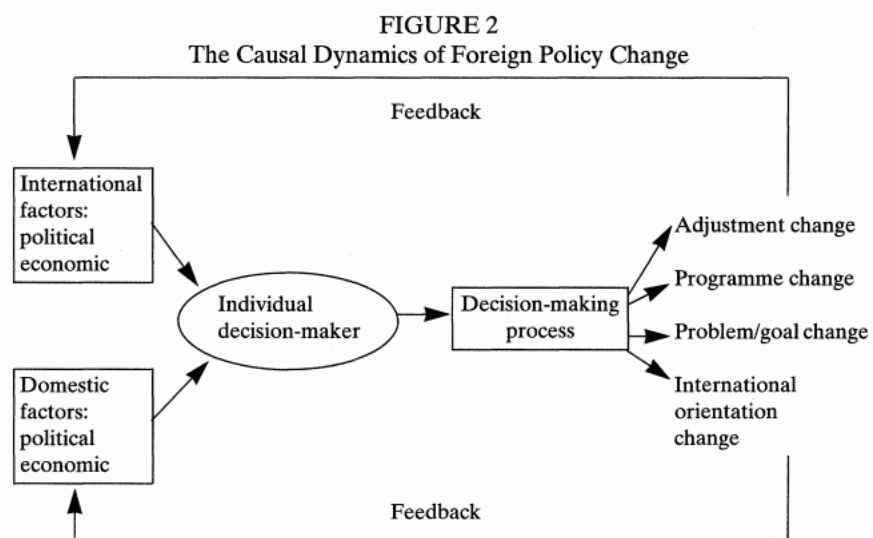 FIGURE 2
The Causal Dynamics of Foreign Policy Change
Feedback
International
factors:
political
economic
Individual
decision-maker
Domestic
factors:
political
economic
Decision-making
process
Adjustment change
Programme change
Problem/goal change
International
orientation
change
Feedback